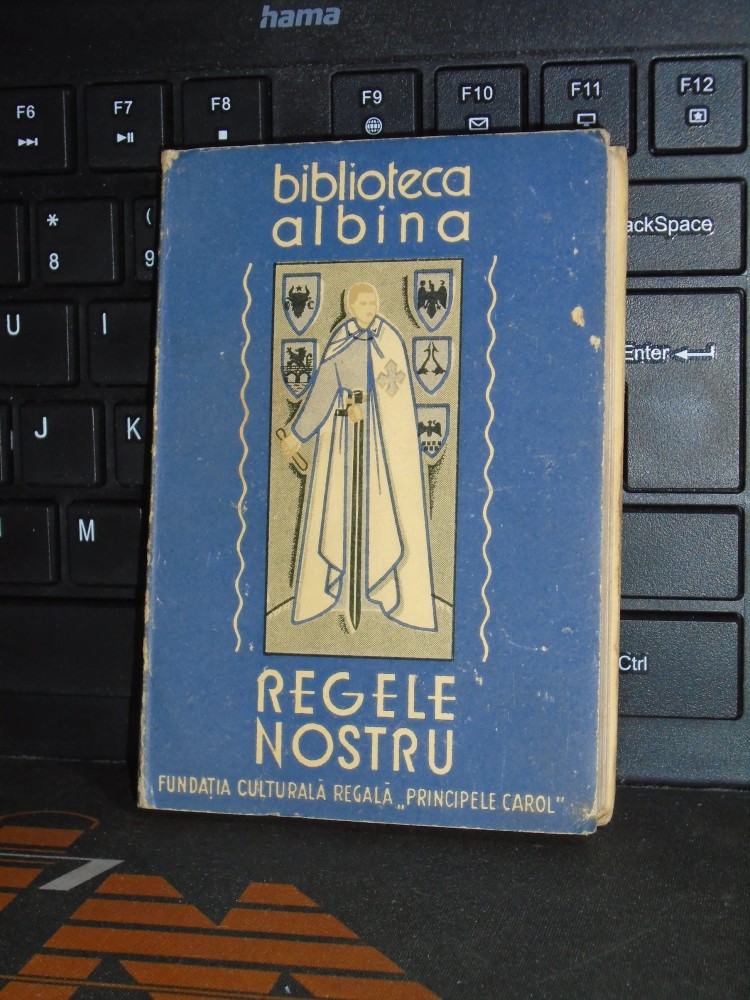 hama
F6
F7
F8
F9
F10
F11
F12
*
8
(
9
ackSpace
U
I
Enter
J
K
M
Ctrl
biblioteca
albina
REGELE
NOSTRU
FUNDAȚIA CULTURALĂ REGALĂ „PRINCIPELE CAROL”